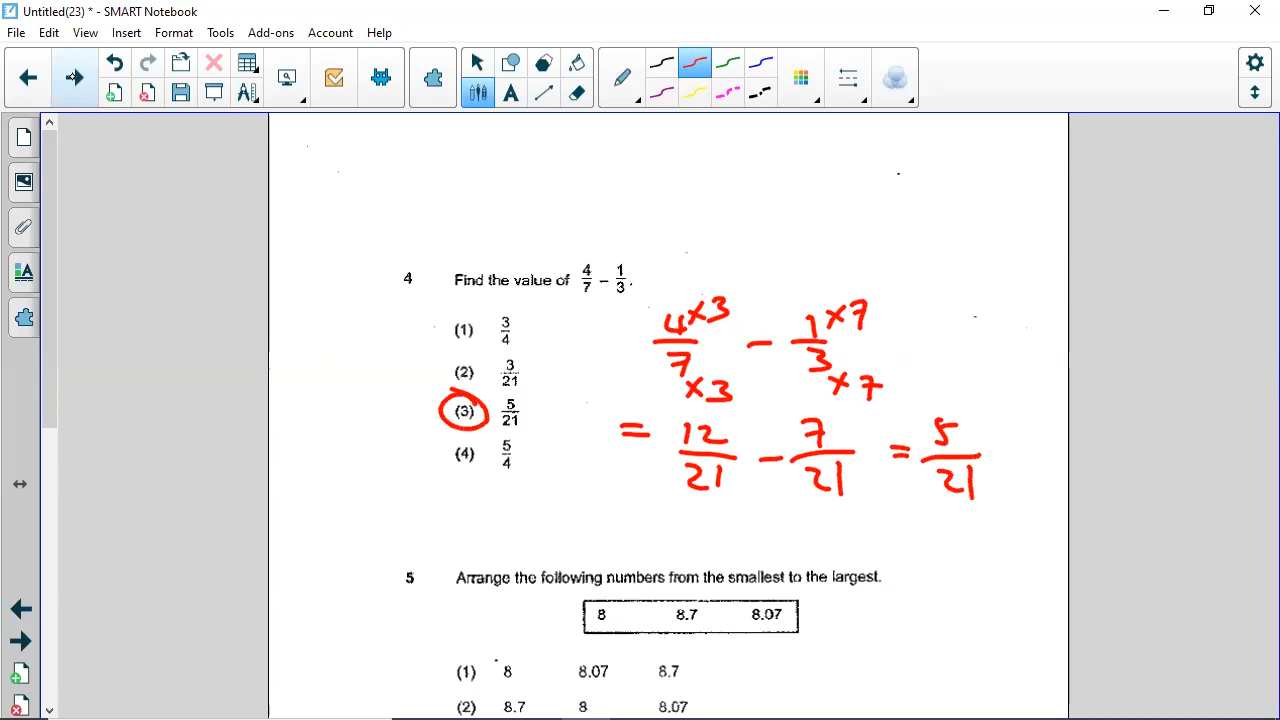 Untitled(23) * - SMART Notebook
File Edit View Insert Format Tools Add-ons Account Help
4 Find the value of 4/7 – 1/3.
(1) 3/4
(2) 3/21
(3) 5/21
(4) 5/4
4×3/7×3 – 1×7/3×7
= 12/21 – 7/21 = 5/21
5 Arrange the following numbers from the smallest to the largest.
8 8.7 8.07
(1) 8 8.07 8.7
(2) 8.7 8 8.07